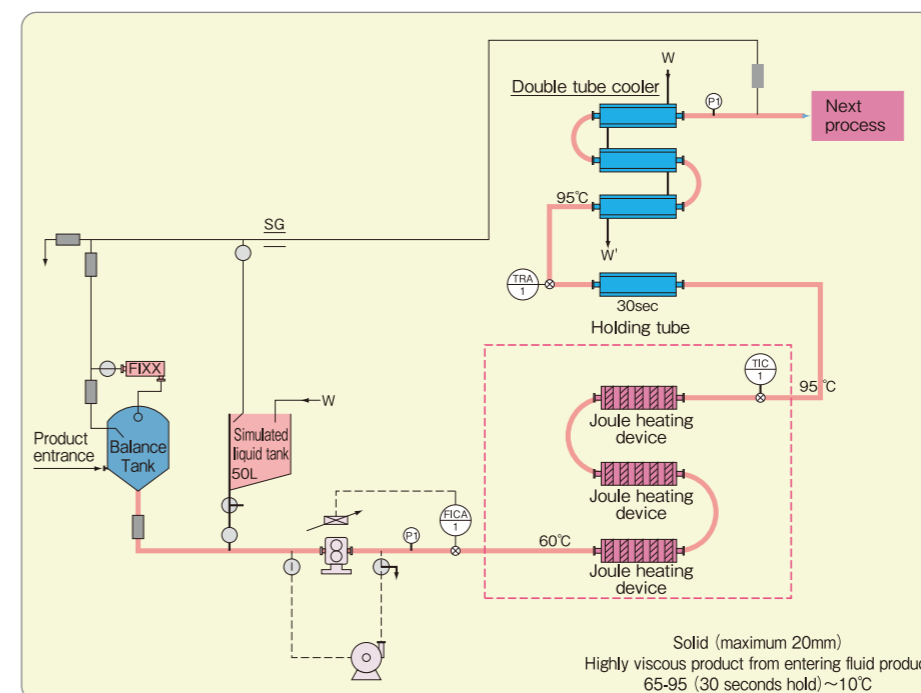 W
Double tube cooler
P1
Next
process
95℃
SG
W'
TRA
1
30sec
Holding tube
FIXX
TIC
1
95℃
W
Simulated
liquid tank
50L
Product
entrance
Balance
Tank
Joule heating
device
Joule heating
device
FICA
1
P1
60℃
Joule heating
device
I
Solid (maximum 20mm)
Highly viscous product from entering fluid produc
65-95 (30 seconds hold)～10℃